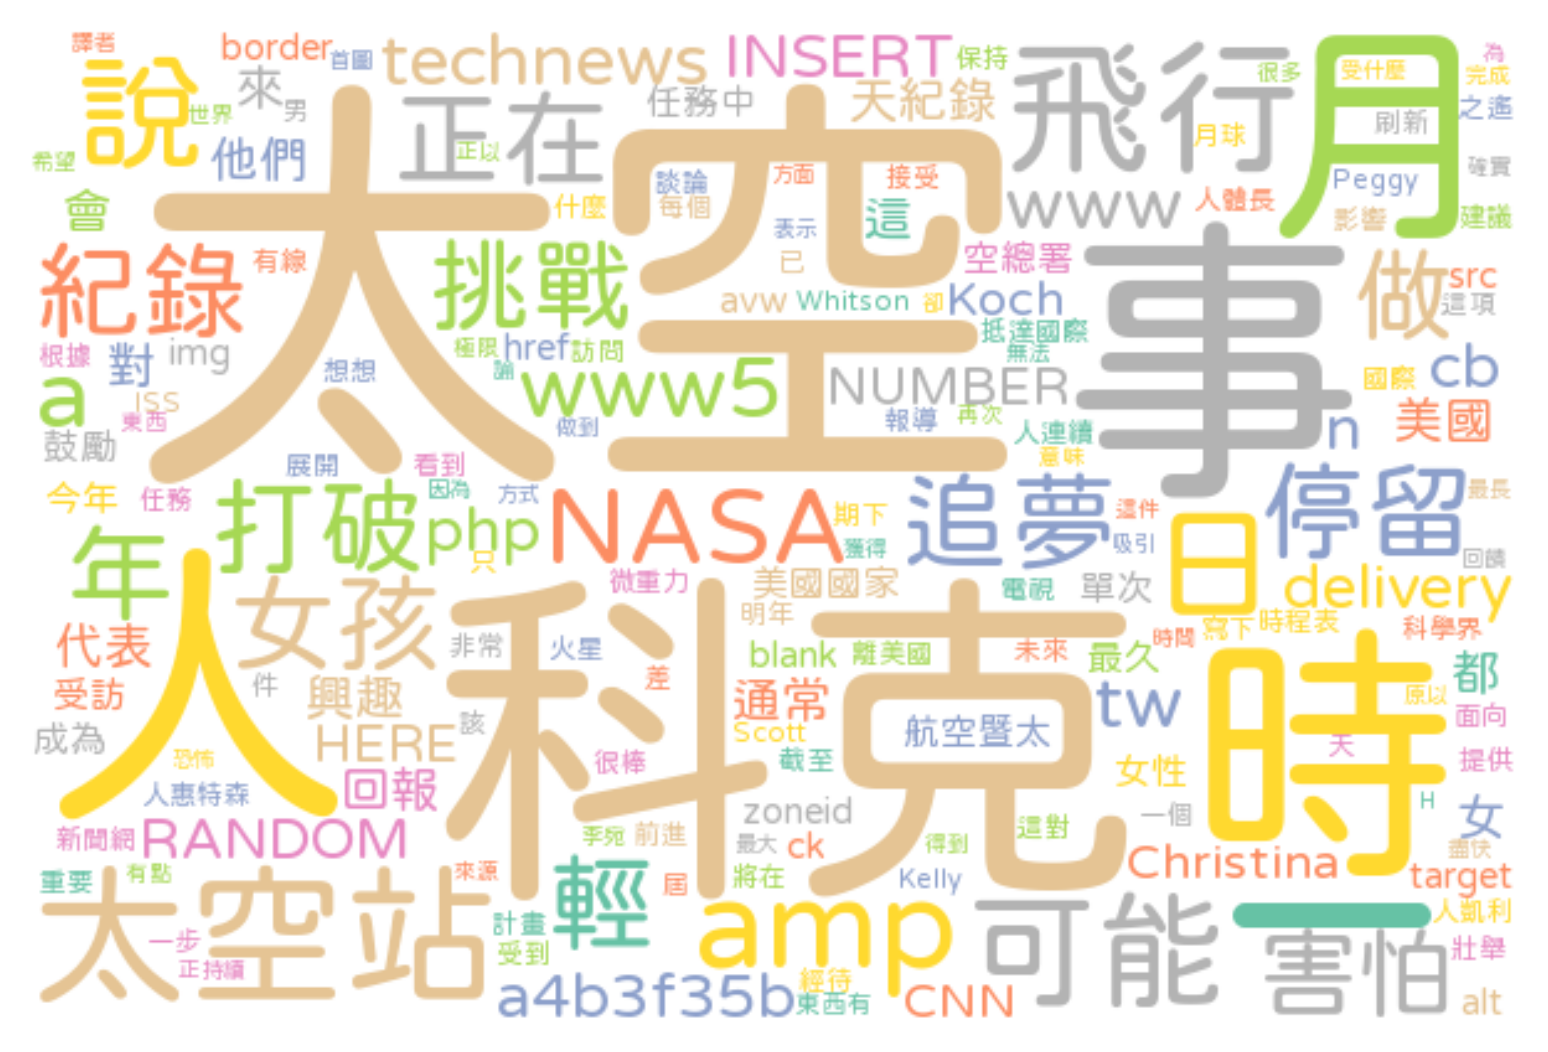 譯者 border 首圖 technews INSERT 保持 飛行 很多 月 受什麼 為 完成
說 來 男 世界 太空 正在 任務中 天紀錄 月球 刷新 之遙
希望 他們 正以 談論 方面 接受 Peggy 確實
會 什麼 每個 這 www 人體長 影響 建議
紀錄 有線 挑戰 表示 已 空總署 事 做 src
avw Whitson 卻 Koch 這項
根據 對 img 想想 極限 href 訪問 抵達國際 無法
a ISS 論 www5 NUMBER 國際 cb
東西 做到 報導 再次 n 美國
鼓勵 展開 看到 人連續 意味
今年 任務 打破 因為 方式 NASA 期下 追夢 這件 停留 最長
年 php 只 獲得 吸引 日 回饋
人 女孩 科克 微重力 美國國家 電視 單次 delivery
代表 非常 火星 明年 寫下 時程表 科學界
受訪 件 興趣 差 blank 離美國 未來 最久 時間 時 都
成為 HERE 該 通常 tw 原以 面向
恐怖 很棒 Scott 截至 航空暨太 女性 天 提供
人惠特森 回報 zoneid 一個 H 女
新聞網 RANDOM 李宛 前進 最大 ck 得到 這對 Christina 盡快
重要 有點 來源 輕 屆 將在 Kelly target
太空站 計畫 amp 可能 一 人凱利
一步 正持續 受到 害怕 壯舉
a4b3f35b 經待 東西有 CNN alt